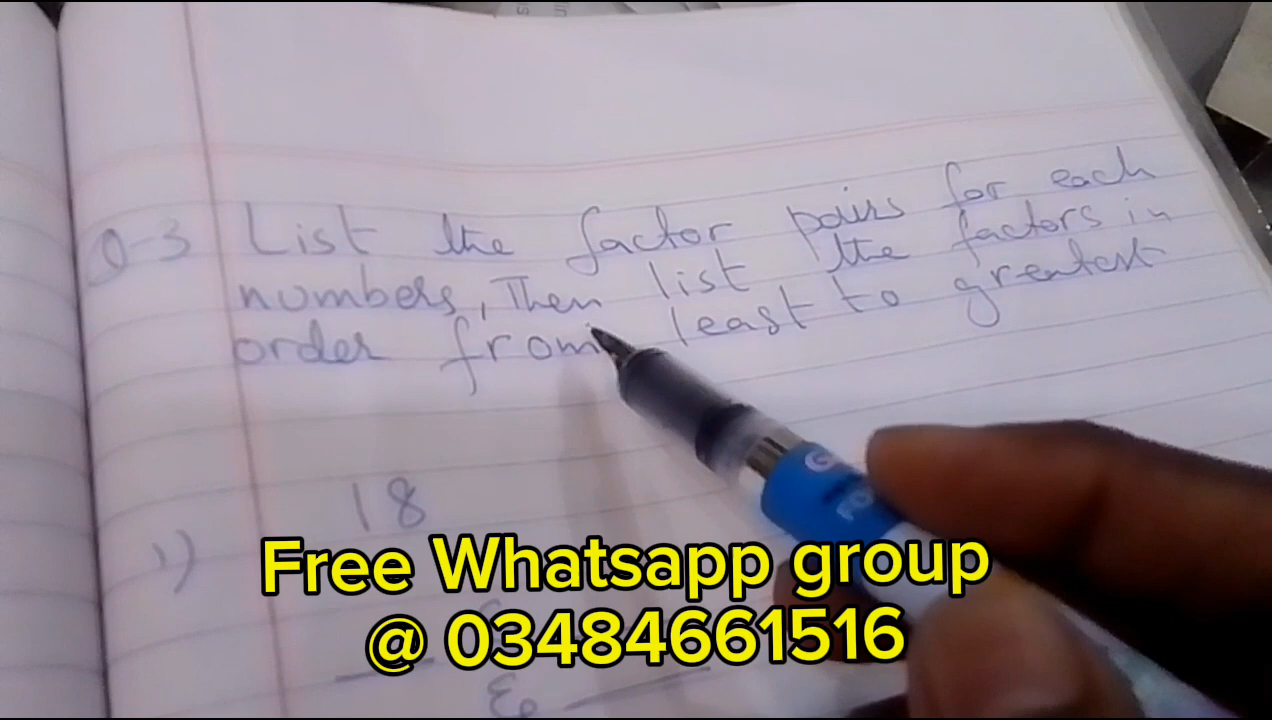 Q-3 List the factor pairs for each
numbers, Then list the factors in
order from least to greatest
1) 18
Free Whatsapp group
@ 03484661516